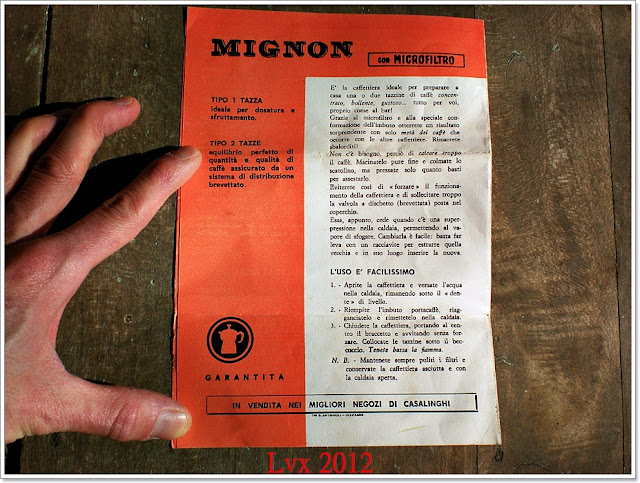 MIGNON
CON MICROFILTRO
TIPO 1 TAZZA
ideale per dosatura e
sfruttamento.
TIPO 2 TAZZE
equilibrio perfetto di
quantità e qualità di
caffè assicurato da un
sistema di distribuzione
brevettato.
GARANTITA
E' la caffettiera ideale per preparare a
casa una o due tazzine di caffè concen-
trato, bollente, gustoso... tutto per voi,
proprio come al bar!
Grazie al microfiltro e alla speciale con-
formazione dell'imbuto otterrete un risultato
sorprendente con solo metà del caffè che
occorre con le altre caffettiere. Rimarrete
sbalorditi!
Non c'è bisogno, perciò di calcare troppo
il caffè. Macinatelo pure fine e colmate lo
scatolino, ma pressate solo quanto basti
per assestarlo.
Eviterete così di « forzare » il funziona-
mento della caffettiera e di sollecitare troppo
la valvola a dischetto (brevettata) posta nel
coperchio.
Essa, appunto, cede quando c'è una super-
pressione nella caldaia, permettendo al va-
pore di sfogare. Cambiarla è facile: basta far
leva con un cacciavite per estrarre quella
vecchia e in suo luogo inserire la nuova.
L'USO E' FACILISSIMO
1. - Aprite la caffettiera e versate l'acqua
nella caldaia, rimanendo sotto il « den-
te » di livello.
2. - Riempite l'imbuto portacaffè, riag-
ganciatelo e rimettetelo nella caldaia.
3. - Chiudete la caffettiera, portando al centro
il braccetto e avvitando senza for-
zare. Collocate le tazzine sotto il bec-
cuccio. Tenete bassa la fiamma.
N. B. - Mantenete sempre puliti i filtri e
conservate la caffettiera asciutta e con
la caldaia aperta.
IN VENDITA NEI MIGLIORI NEGOZI DI CASALINGHI
Lvx 2012